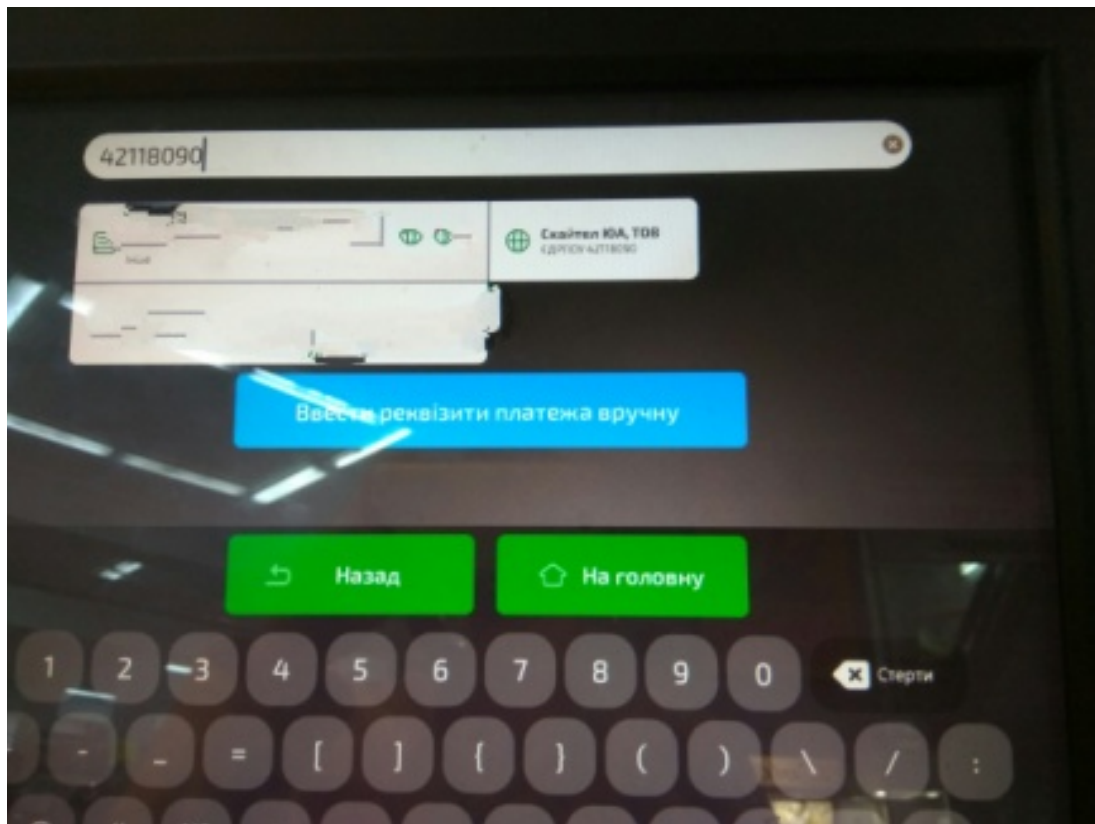 42118090
Скайтел ЮА, ТОВ
ЄДРПОУ 42118090
Ввести реквізити платежа вручну
Назад
На головну
1 2 3 4 5 6 7 8 9 0 Стерти
- _ = [ ] { } ( ) \ / :